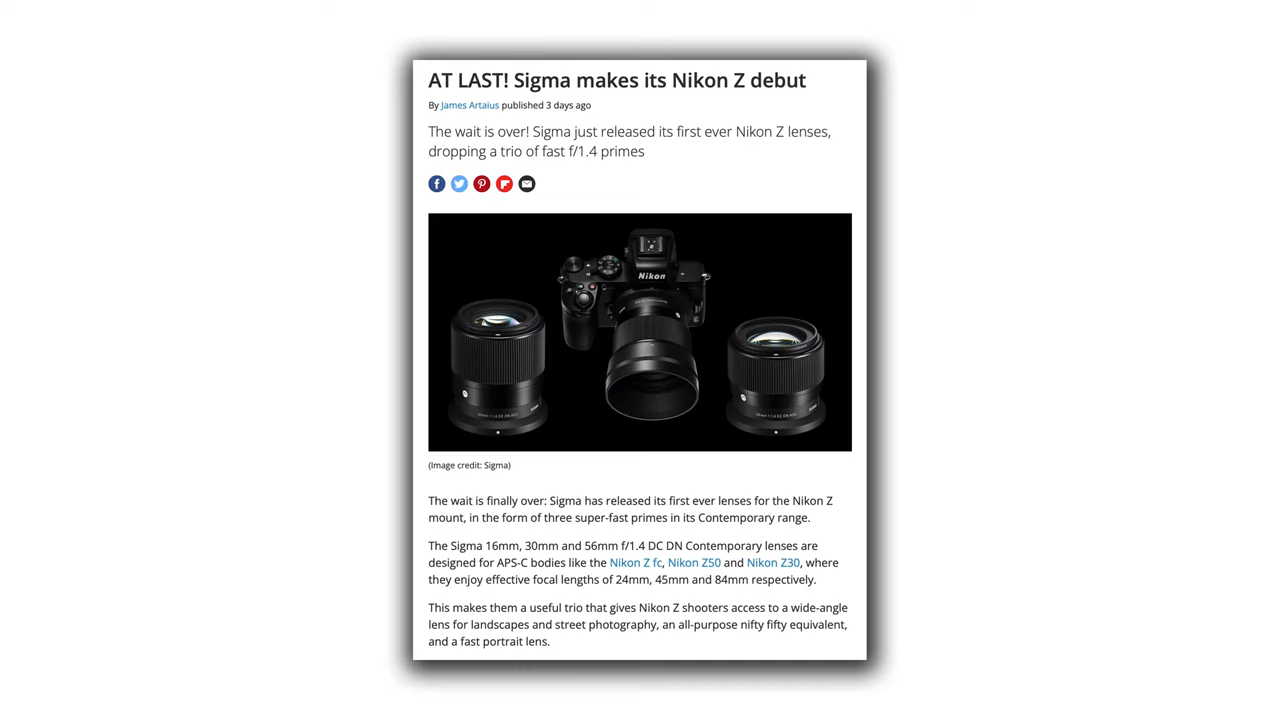 AT LAST! Sigma makes its Nikon Z debut
By James Artaius published 3 days ago
The wait is over! Sigma just released its first ever Nikon Z lenses,
dropping a trio of fast f/1.4 primes
Nikon
(Image credit: Sigma)
The wait is finally over: Sigma has released its first ever lenses for the Nikon Z
mount, in the form of three super-fast primes in its Contemporary range.
The Sigma 16mm, 30mm and 56mm f/1.4 DC DN Contemporary lenses are
designed for APS-C bodies like the Nikon Z fc, Nikon Z50 and Nikon Z30, where
they enjoy effective focal lengths of 24mm, 45mm and 84mm respectively.
This makes them a useful trio that gives Nikon Z shooters access to a wide-angle
lens for landscapes and street photography, an all-purpose nifty fifty equivalent,
and a fast portrait lens.